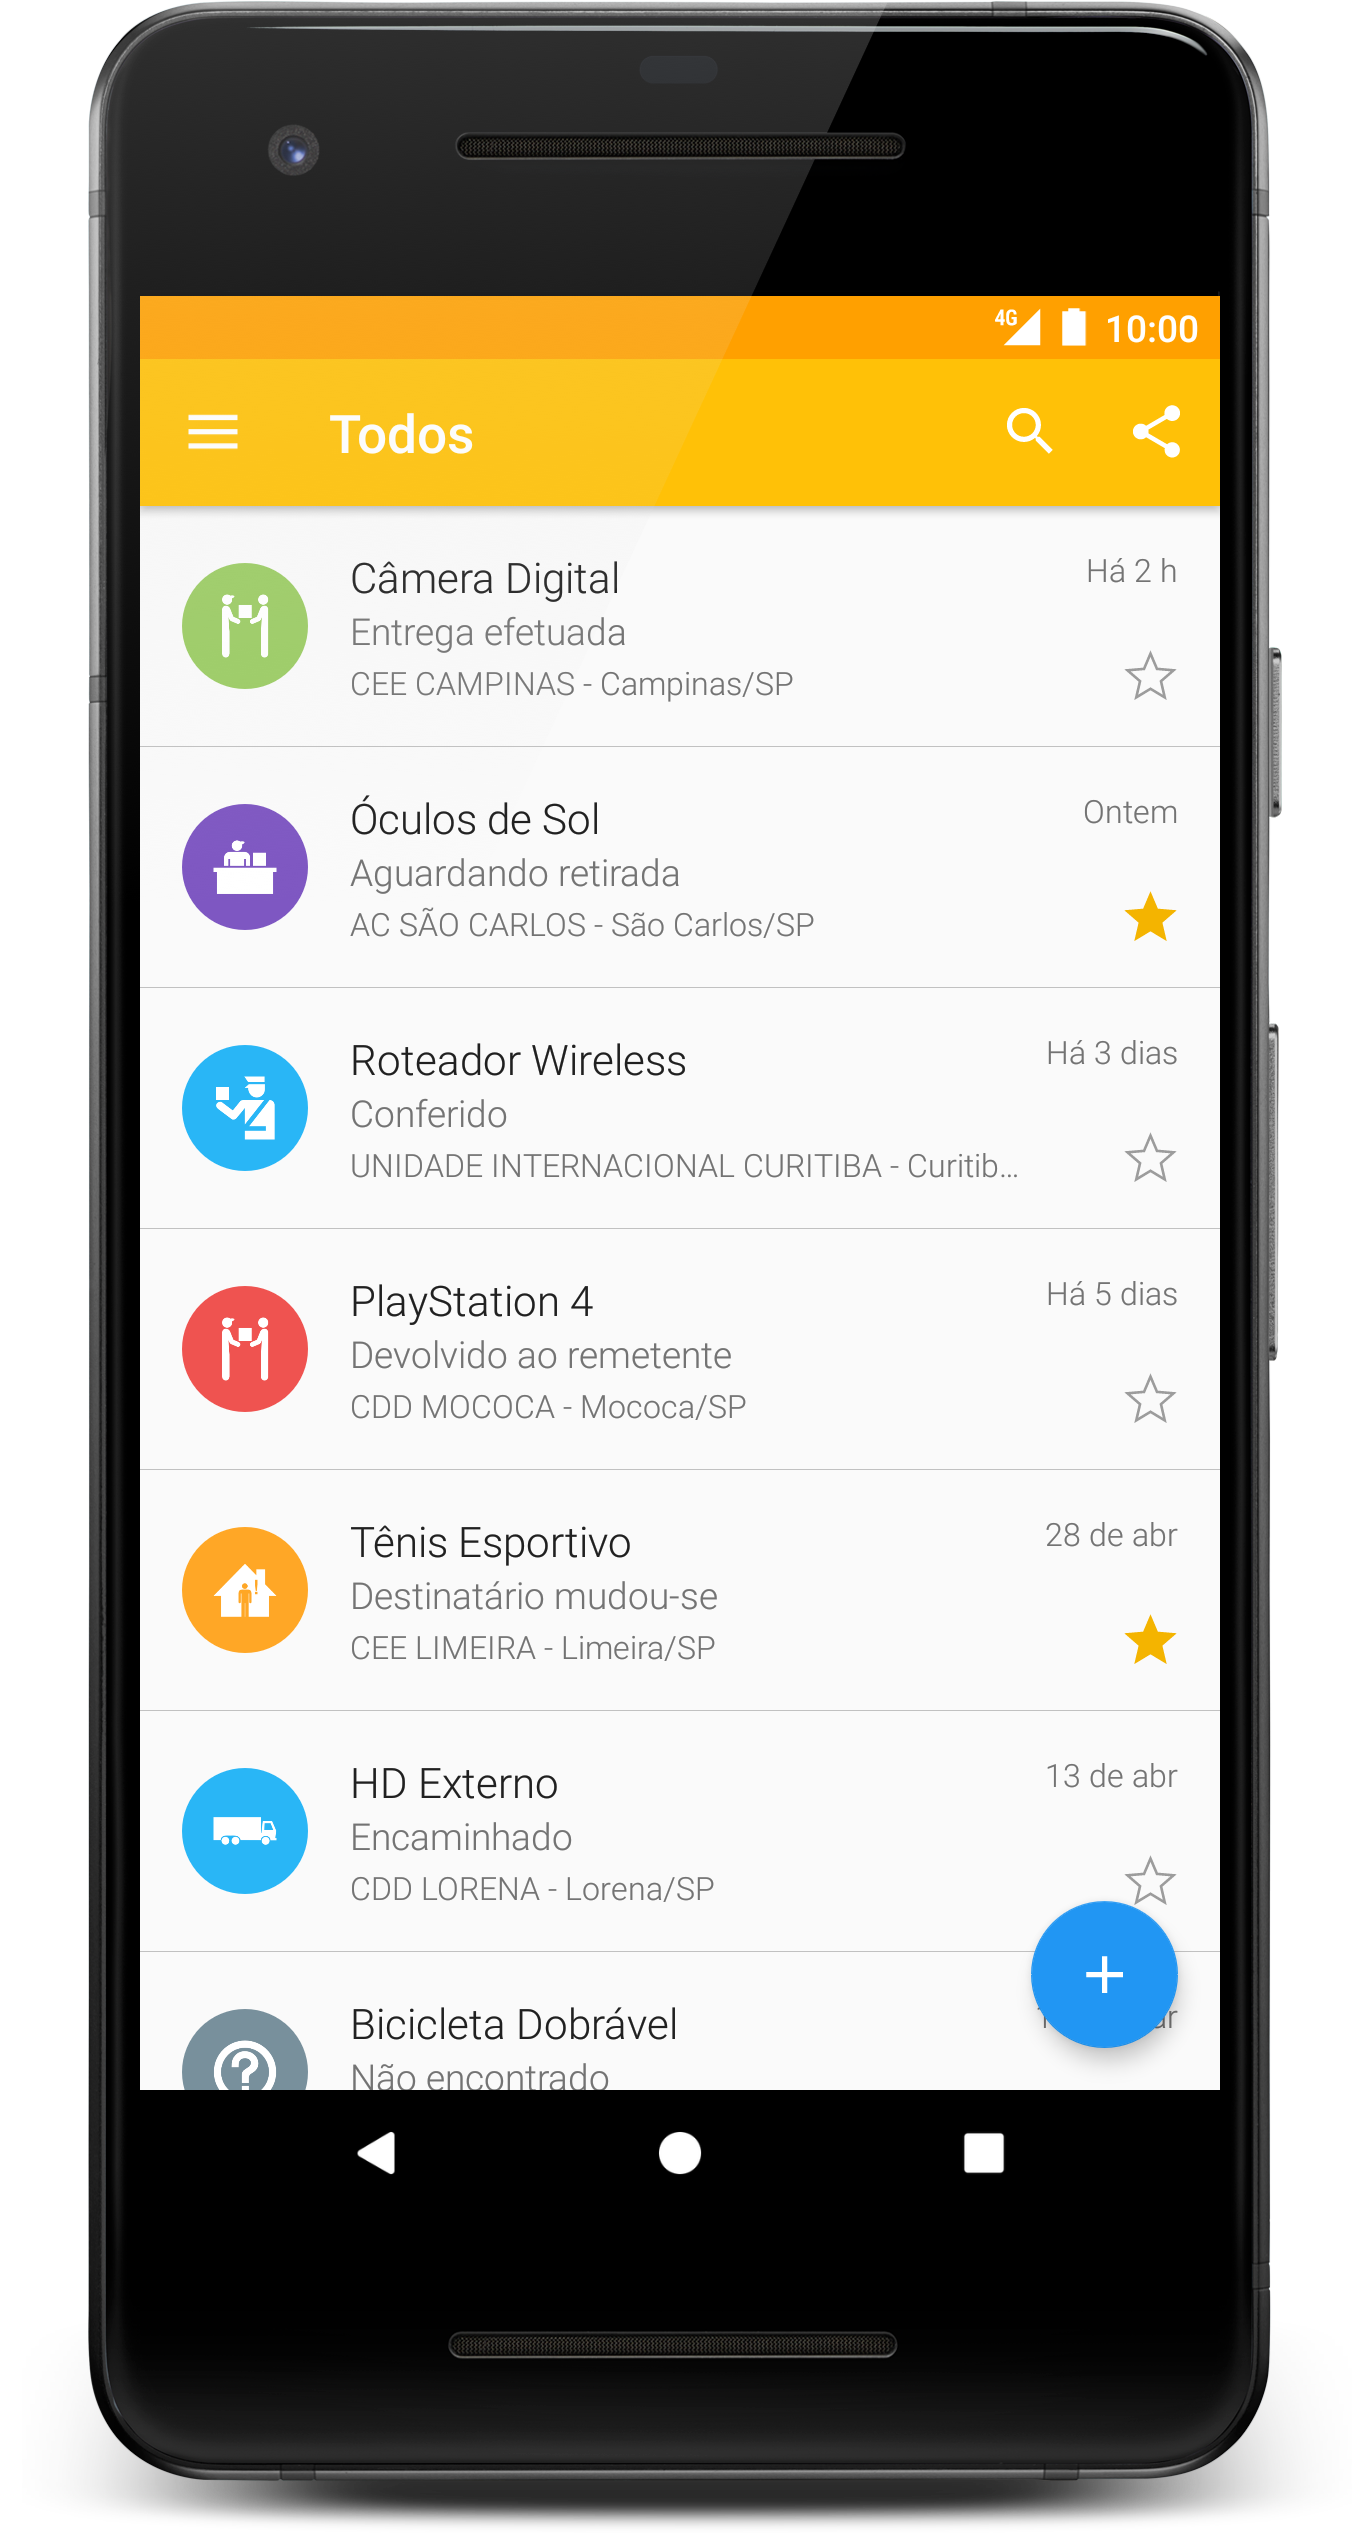 4G 10:00
Todos
Câmera Digital
Há 2 h
Entrega efetuada
CEE CAMPINAS - Campinas/SP
Óculos de Sol
Ontem
Aguardando retirada
AC SÃO CARLOS - São Carlos/SP
Roteador Wireless
Há 3 dias
Conferido
UNIDADE INTERNACIONAL CURITIBA - Curitib...
PlayStation 4
Há 5 dias
Devolvido ao remetente
CDD MOCOCA - Mococa/SP
Tênis Esportivo
28 de abr
Destinatário mudou-se
CEE LIMEIRA - Limeira/SP
HD Externo
13 de abr
Encaminhado
CDD LORENA - Lorena/SP
Bicicleta Dobrável
Não encontrado